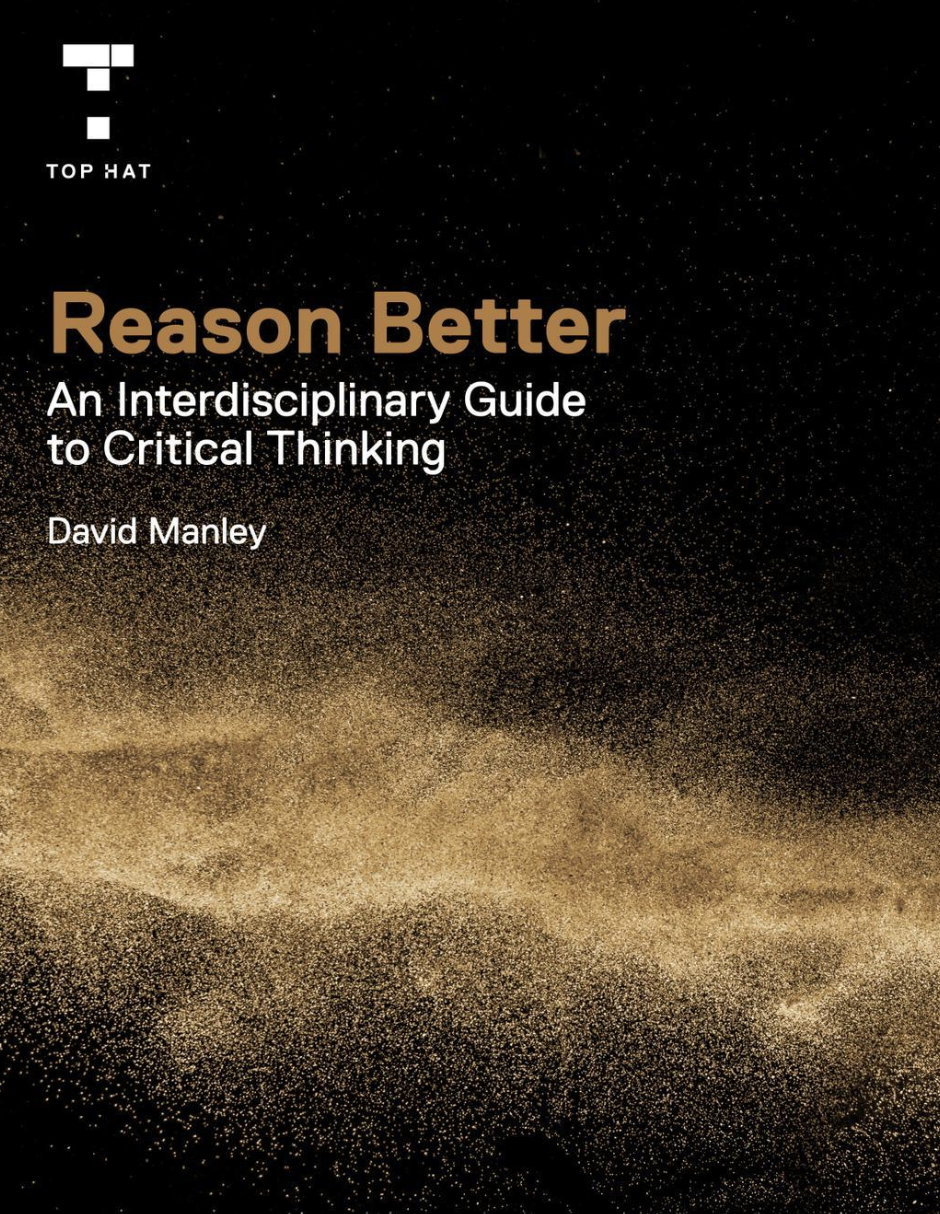 TOP HAT
Reason Better
An Interdisciplinary Guide
to Critical Thinking
David Manley